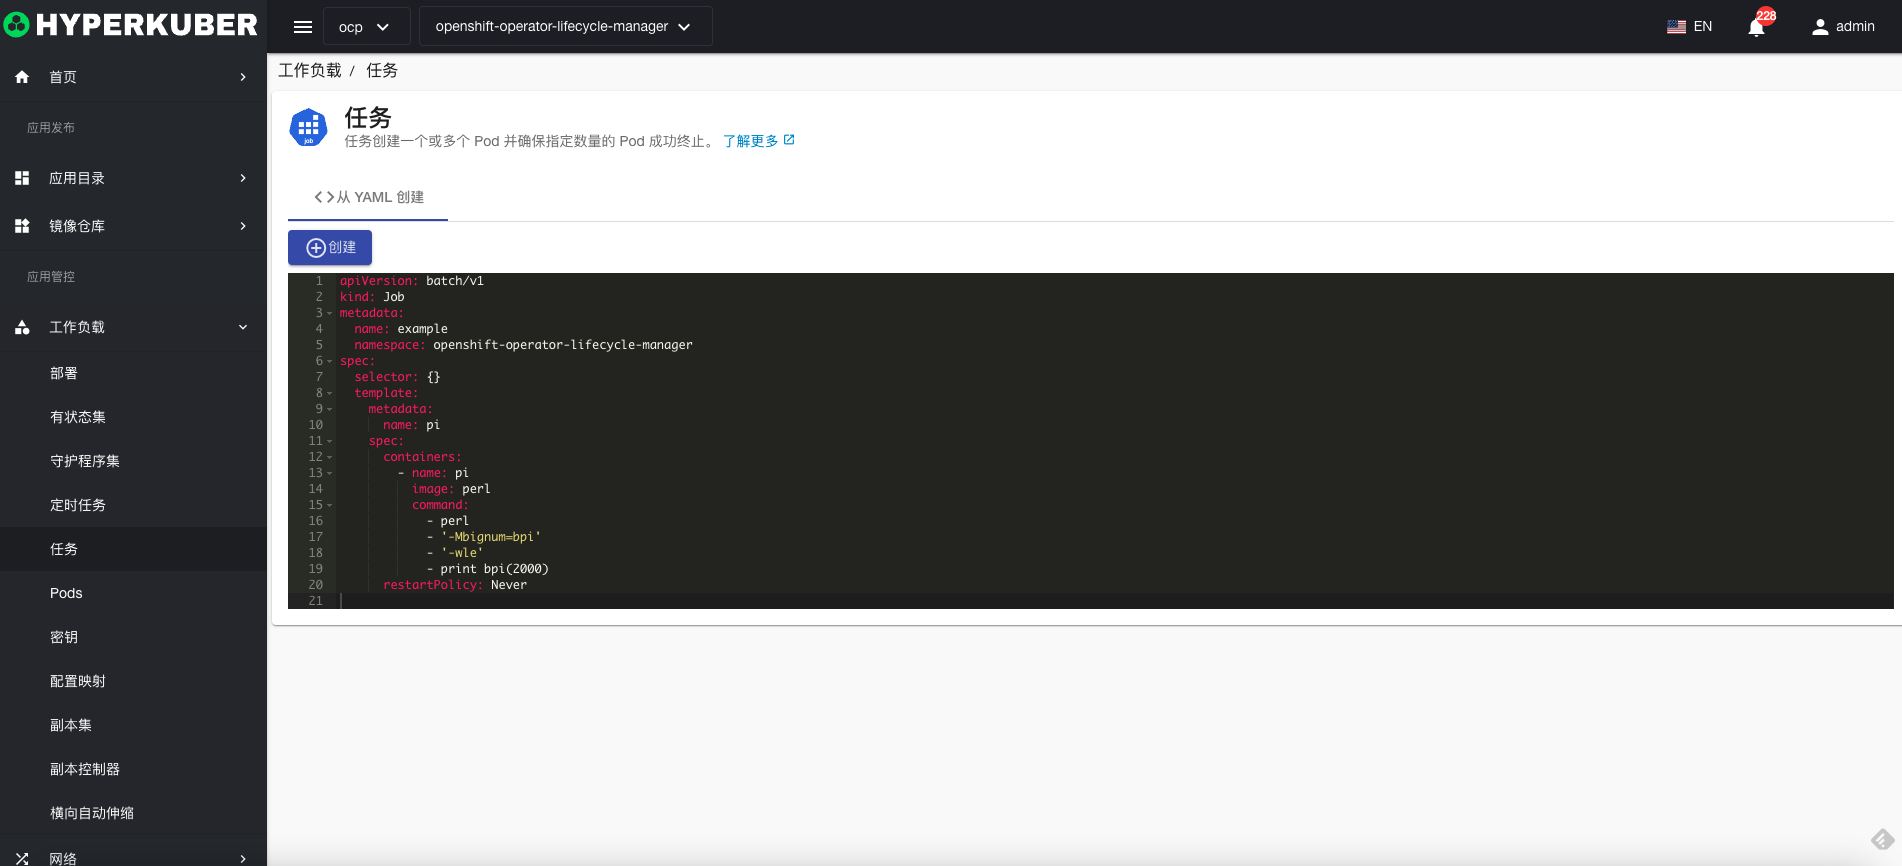 HYPERKUBER
ocp
openshift-operator-lifecycle-manager
EN
228
admin
首页
应用发布
应用目录
镜像仓库
应用管控
工作负载
部署
有状态集
守护程序集
定时任务
任务
Pods
密钥
配置映射
副本集
副本控制器
横向自动伸缩
网络
工作负载 / 任务
job
任务
任务创建一个或多个 Pod 并确保指定数量的 Pod 成功终止。 了解更多
<>从 YAML 创建
创建
1 apiVersion: batch/v1
2 kind: Job
3 metadata:
4   name: example
5   namespace: openshift-operator-lifecycle-manager
6 spec:
7   selector: {}
8   template:
9     metadata:
10       name: pi
11     spec:
12       containers:
13         - name: pi
14           image: perl
15           command:
16             - perl
17             - '-Mbignum=bpi'
18             - '-wle'
19             - print bpi(2000)
20       restartPolicy: Never
21